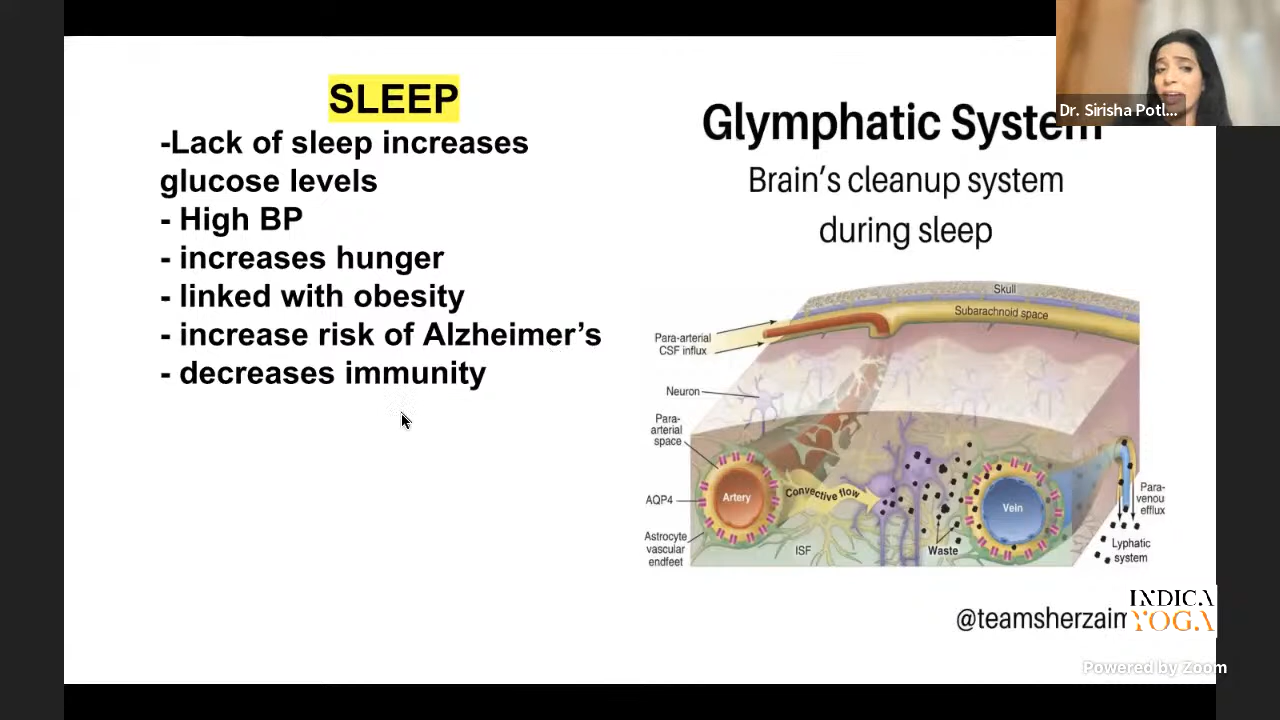 SLEEP
-Lack of sleep increases
glucose levels
- High BP
- increases hunger
- linked with obesity
- increase risk of Alzheimer’s
- decreases immunity
Dr. Sirisha Potl...
Glymphatic System
Brain’s cleanup system
during sleep
Skull
Subarachnoid space
Para-arterial
CSF influx
Neuron
Para-
arterial
space
AQP4
Artery
Convective flow
Vein
Para-
venou
efflux
Astrocyte
vascular
endfeet
ISF
Waste
Lyphatic
system
@teamsherzai
INDICA
YOGA
Powered by Zoom